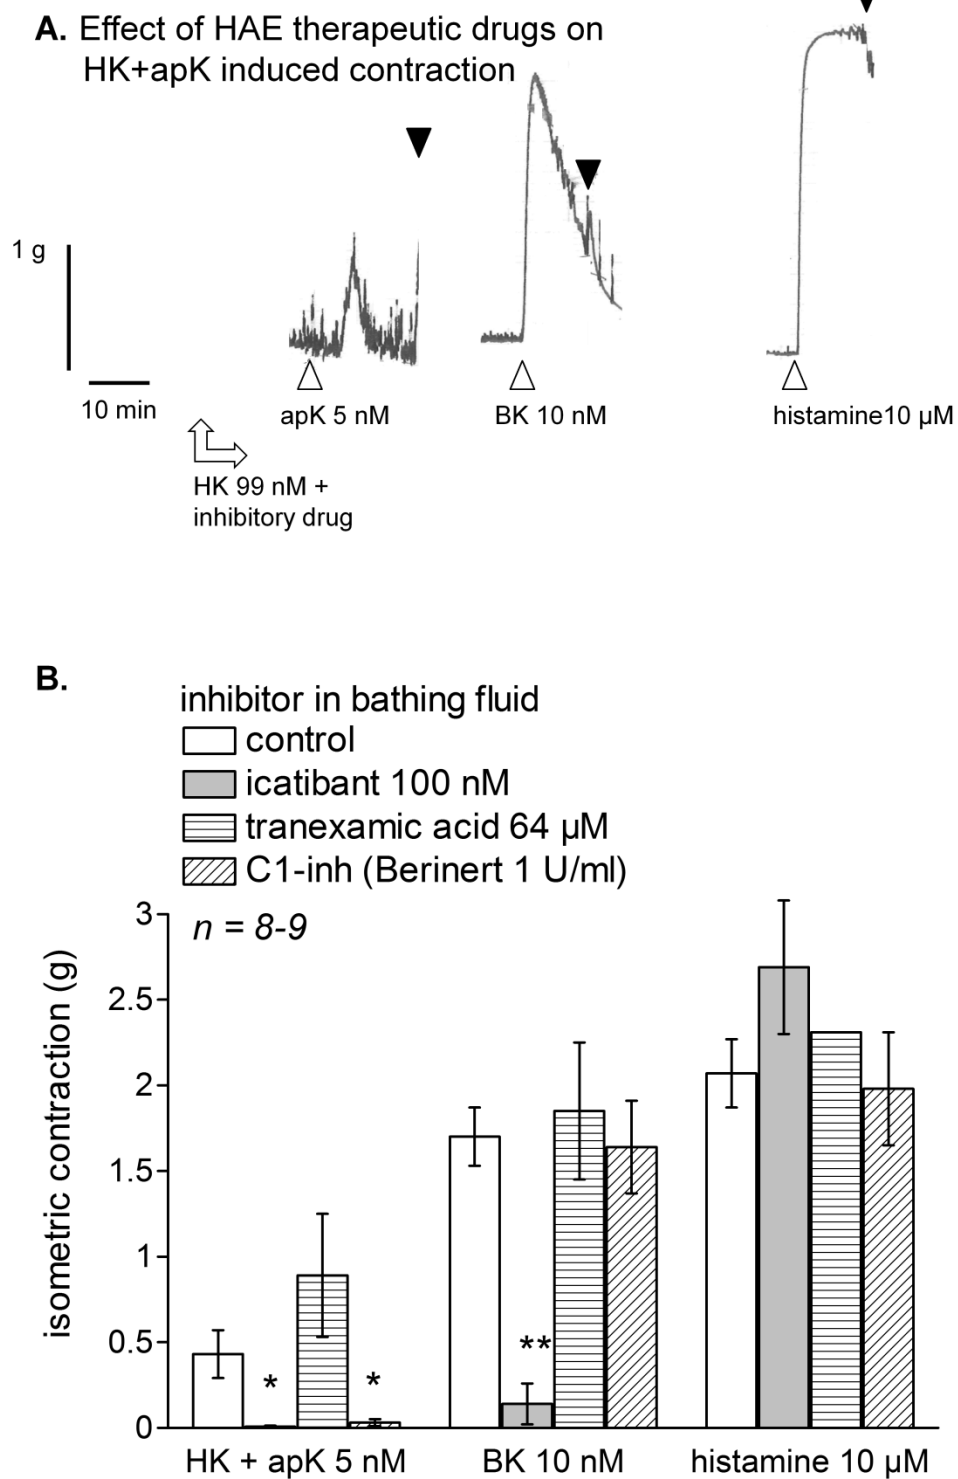 A. Effect of HAE therapeutic drugs on
HK+apK induced contraction
1 g
10 min
apK 5 nM
BK 10 nM
histamine10 µM
HK 99 nM +
inhibitory drug
B.
inhibitor in bathing fluid
control
icatibant 100 nM
tranexamic acid 64 µM
C1-inh (Berinert 1 U/ml)
n = 8-9
isometric contraction (g)
3
2.5
2
1.5
1
0.5
0
*
*
**
HK + apK 5 nM
BK 10 nM
histamine 10 µM